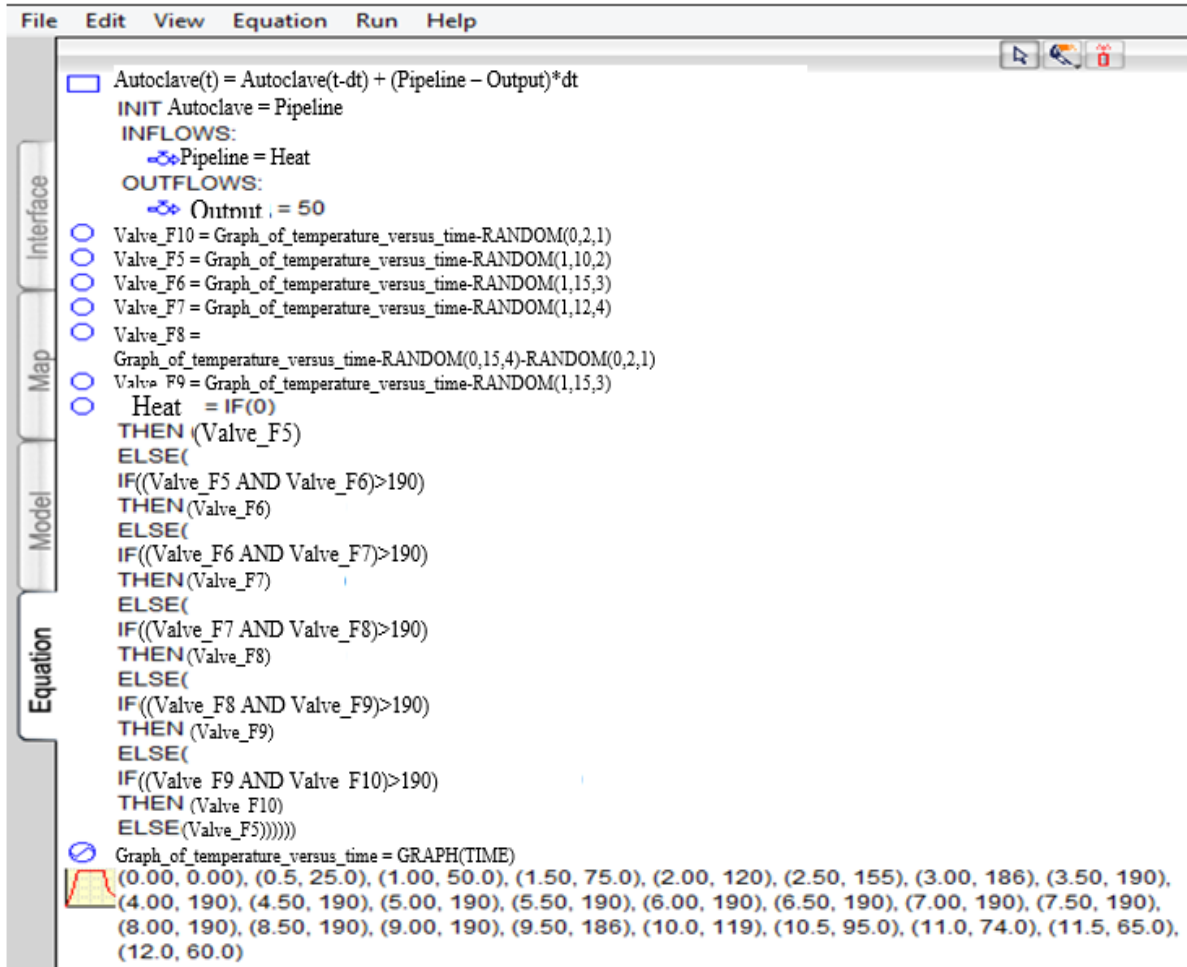 File Edit View Equation Run Help
Autoclave(t) = Autoclave(t-dt) + (Pipeline – Output)*dt
INIT Autoclave = Pipeline
INFLOWS:
Pipeline = Heat
OUTFLOWS:
Output = 50
Valve_F10 = Graph_of_temperature_versus_time-RANDOM(0,2,1)
Valve_F5 = Graph_of_temperature_versus_time-RANDOM(1,10,2)
Valve_F6 = Graph_of_temperature_versus_time-RANDOM(1,15,3)
Valve_F7 = Graph_of_temperature_versus_time-RANDOM(1,12,4)
Valve_F8 =
Graph_of_temperature_versus_time-RANDOM(0,15,4)-RANDOM(0,2,1)
Valve_F9 = Graph_of_temperature_versus_time-RANDOM(1,15,3)
Heat = IF(0)
THEN (Valve_F5)
ELSE(
IF((Valve_F5 AND Valve_F6)>190)
THEN (Valve_F6)
ELSE(
IF((Valve_F6 AND Valve_F7)>190)
THEN (Valve_F7)
ELSE(
IF((Valve_F7 AND Valve_F8)>190)
THEN (Valve_F8)
ELSE(
IF((Valve_F8 AND Valve_F9)>190)
THEN (Valve_F9)
ELSE(
IF((Valve_F9 AND Valve_F10)>190)
THEN (Valve_F10)
ELSE(Valve_F5))))))
Graph_of_temperature_versus_time = GRAPH(TIME)
(0.00, 0.00), (0.5, 25.0), (1.00, 50.0), (1.50, 75.0), (2.00, 120), (2.50, 155), (3.00, 186), (3.50, 190),
(4.00, 190), (4.50, 190), (5.00, 190), (5.50, 190), (6.00, 190), (6.50, 190), (7.00, 190), (7.50, 190),
(8.00, 190), (8.50, 190), (9.00, 190), (9.50, 186), (10.0, 119), (10.5, 95.0), (11.0, 74.0), (11.5, 65.0),
(12.0, 60.0)
Interface
Map
Model
Equation